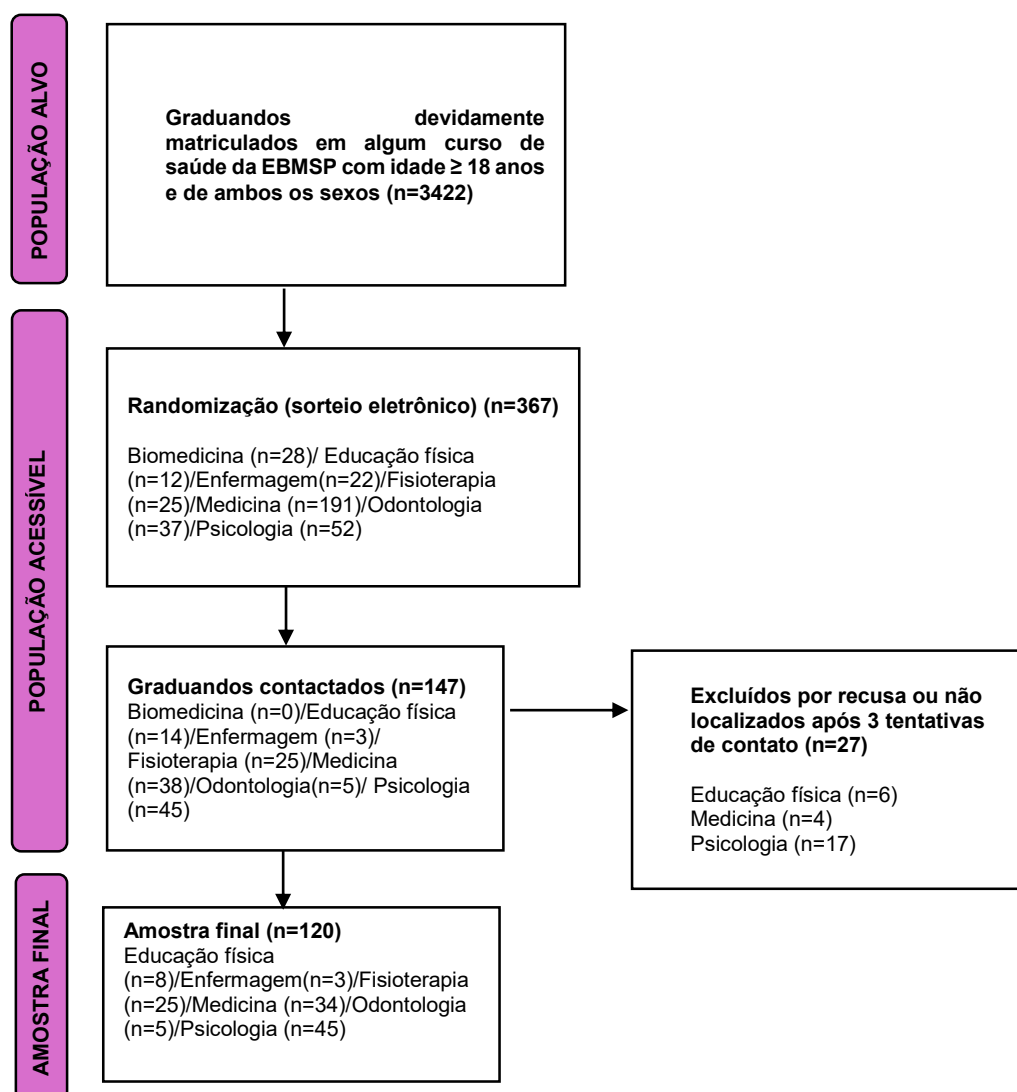 POPULAÇÃO ALVO
Graduandos devidamente
matriculados em algum curso de
saúde da EBMSP com idade ≥ 18 anos
e de ambos os sexos (n=3422)
POPULAÇÃO ACESSÍVEL
Randomização (sorteio eletrônico) (n=367)
Biomedicina (n=28)/ Educação física
(n=12)/Enfermagem(n=22)/Fisioterapia
(n=25)/Medicina (n=191)/Odontologia
(n=37)/Psicologia (n=52)
Graduandos contactados (n=147)
Biomedicina (n=0)/Educação física
(n=14)/Enfermagem (n=3)/
Fisioterapia (n=25)/Medicina
(n=38)/Odontologia(n=5)/ Psicologia
(n=45)
Excluídos por recusa ou não
localizados após 3 tentativas
de contato (n=27)
Educação física (n=6)
Medicina (n=4)
Psicologia (n=17)
AMOSTRA FINAL
Amostra final (n=120)
Educação física
(n=8)/Enfermagem(n=3)/Fisioterapia
(n=25)/Medicina (n=34)/Odontologia
(n=5)/Psicologia (n=45)